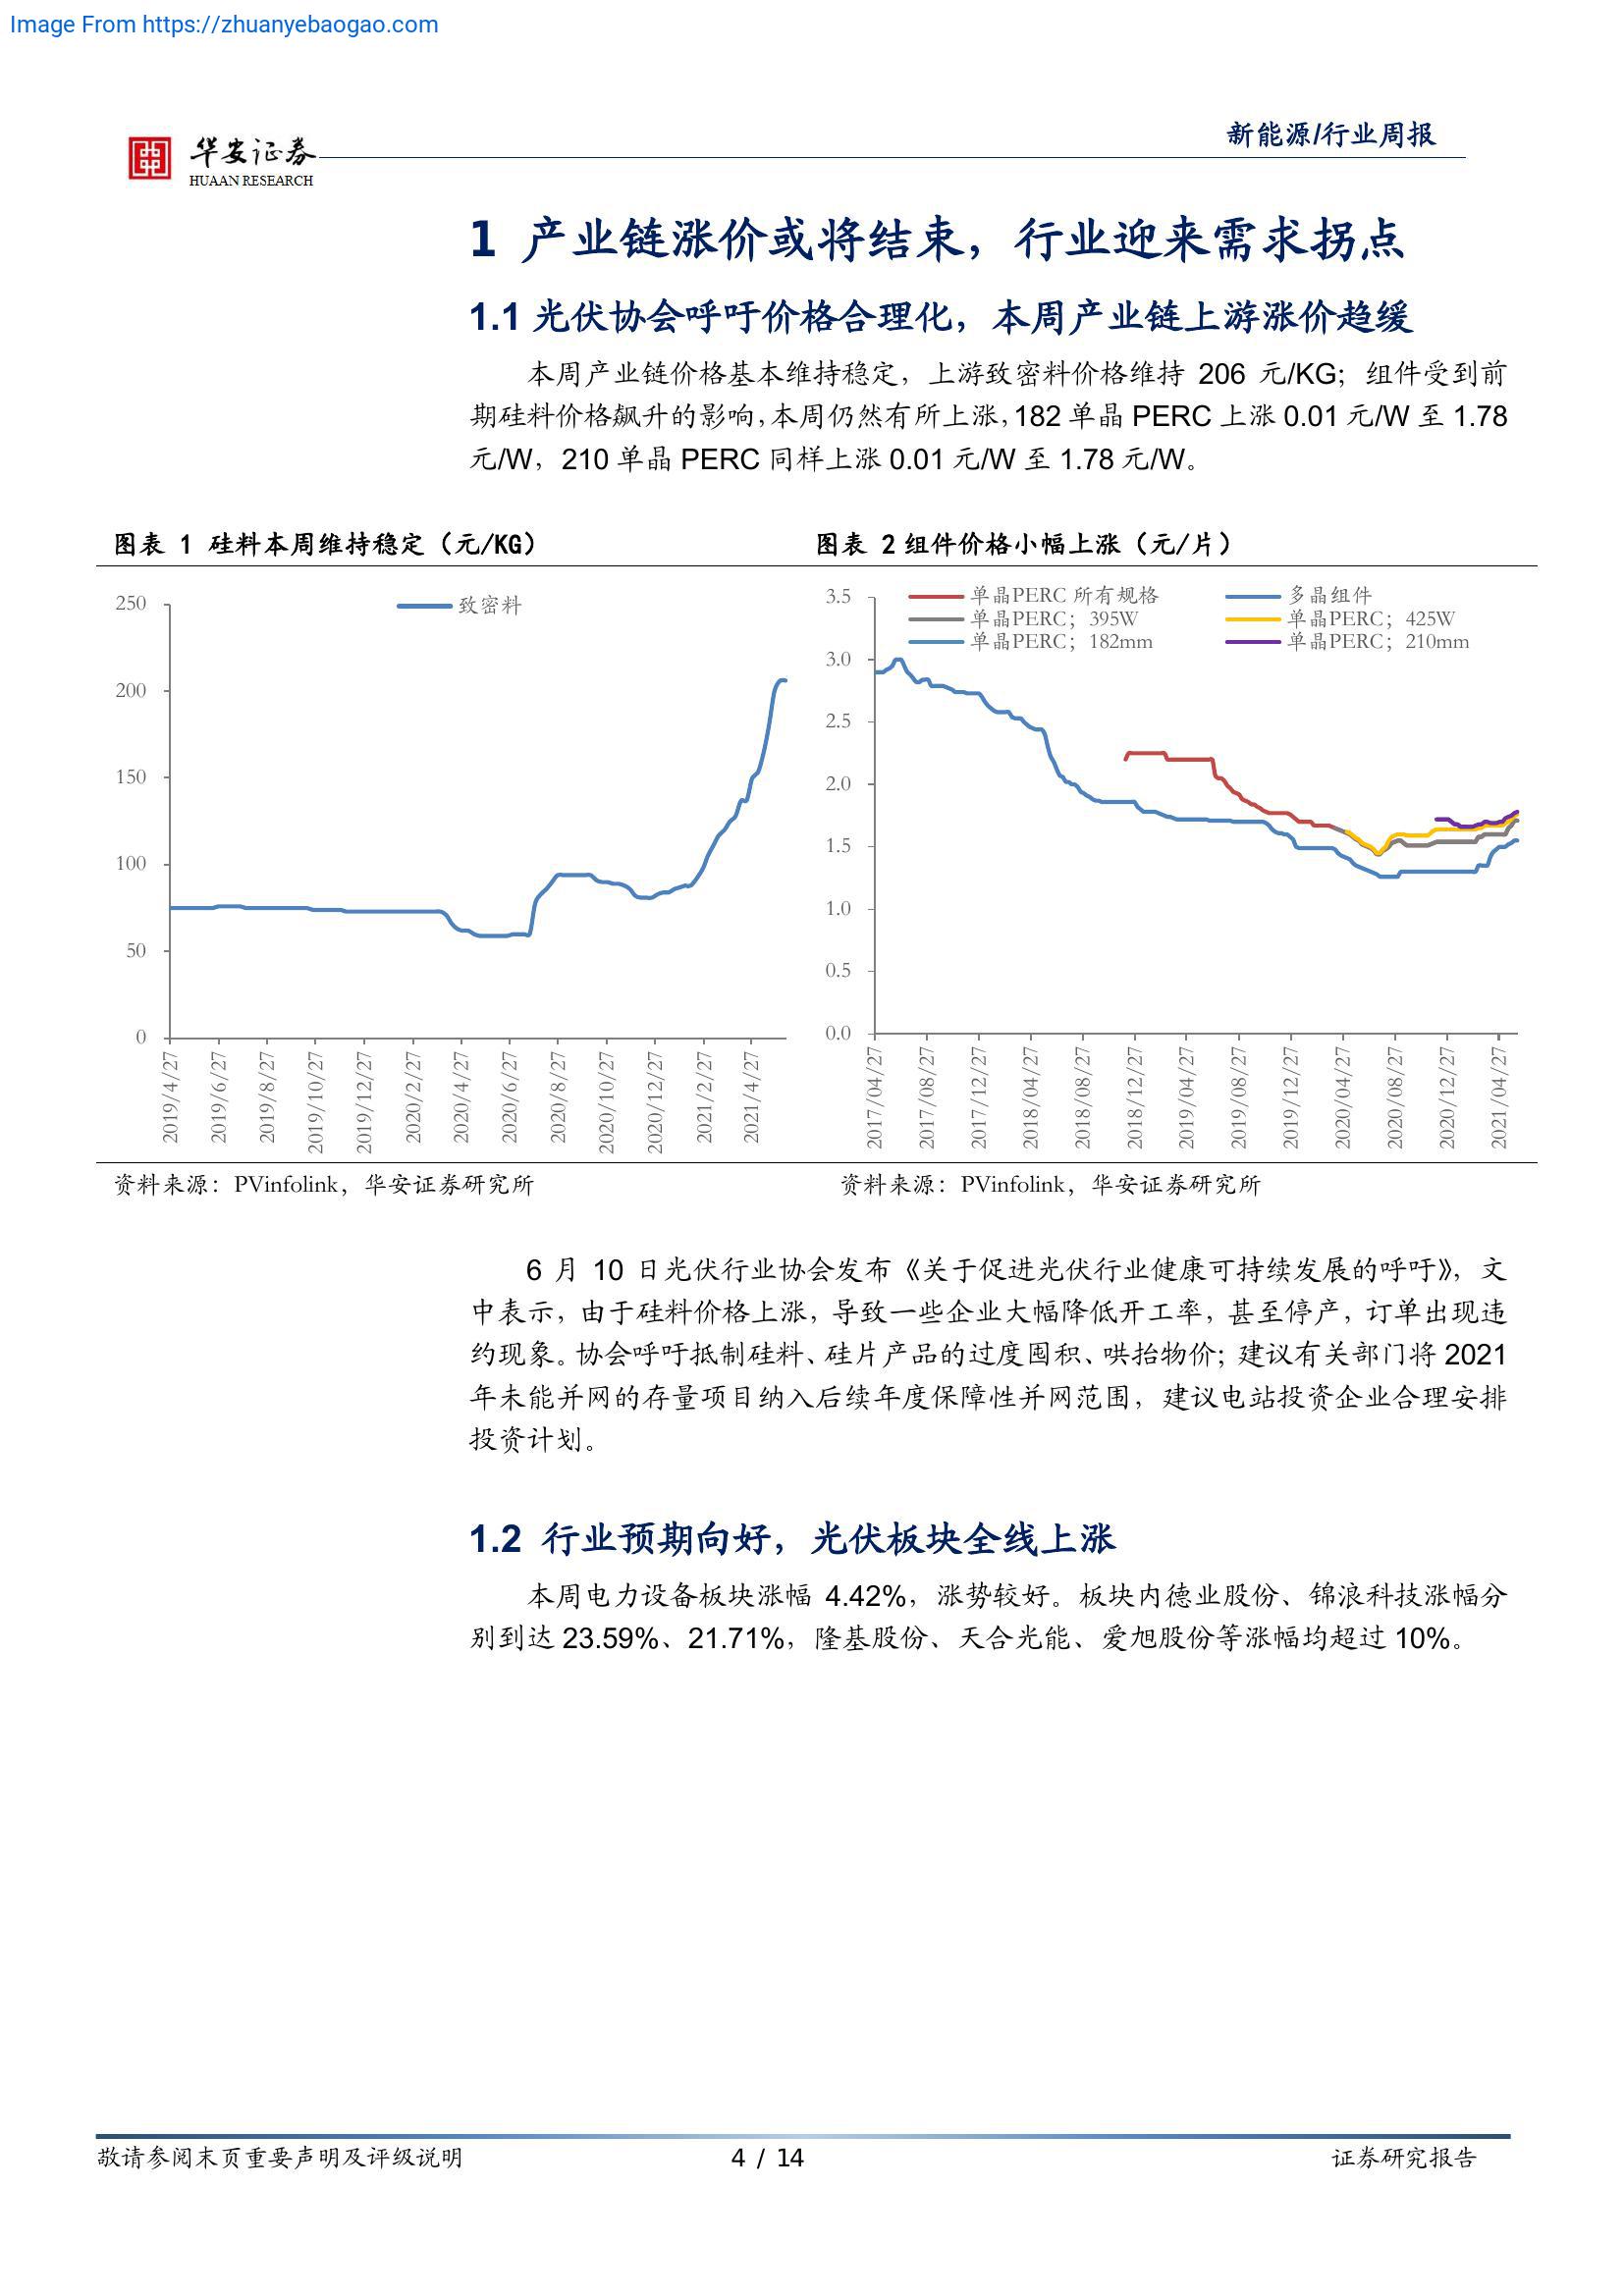 Image From https://zhuanyebaogao.com
华安证券
HUAAN RESEARCH
新能源/行业周报
1 产业链涨价或将结束，行业迎来需求拐点
1.1 光伏协会呼吁价格合理化，本周产业链上游涨价趋缓
本周产业链价格基本维持稳定，上游致密料价格维持 206 元/KG；组件受到前
期硅料价格飙升的影响，本周仍然有所上涨，182 单晶 PERC 上涨 0.01 元/W 至 1.78
元/W，210 单晶 PERC 同样上涨 0.01 元/W 至 1.78 元/W。
图表 1 硅料本周维持稳定（元/KG）
致密料
250
200
150
100
50
0
2019/4/27
2019/6/27
2019/8/27
2019/10/27
2019/12/27
2020/2/27
2020/4/27
2020/6/27
2020/8/27
2020/10/27
2020/12/27
2021/2/27
2021/4/27
资料来源：PVinfolink，华安证券研究所
图表 2 组件价格小幅上涨（元/片）
单晶PERC 所有规格
多晶组件
单晶PERC；395W
单晶PERC；425W
单晶PERC；182mm
单晶PERC；210mm
3.5
3.0
2.5
2.0
1.5
1.0
0.5
0.0
2017/04/27
2017/08/27
2017/12/27
2018/04/27
2018/08/27
2018/12/27
2019/04/27
2019/08/27
2019/12/27
2020/04/27
2020/08/27
2020/12/27
2021/04/27
资料来源：PVinfolink，华安证券研究所
6 月 10 日光伏行业协会发布《关于促进光伏行业健康可持续发展的呼吁》，文
中表示，由于硅料价格上涨，导致一些企业大幅降低开工率，甚至停产，订单出现违
约现象。协会呼吁抵制硅料、硅片产品的过度囤积、哄抬物价；建议有关部门将 2021
年未能并网的存量项目纳入后续年度保障性并网范围，建议电站投资企业合理安排
投资计划。
1.2 行业预期向好，光伏板块全线上涨
本周电力设备板块涨幅 4.42%，涨势较好。板块内德业股份、锦浪科技涨幅分
别到达 23.59%、21.71%，隆基股份、天合光能、爱旭股份等涨幅均超过 10%。
敬请参阅末页重要声明及评级说明
4 / 14
证券研究报告